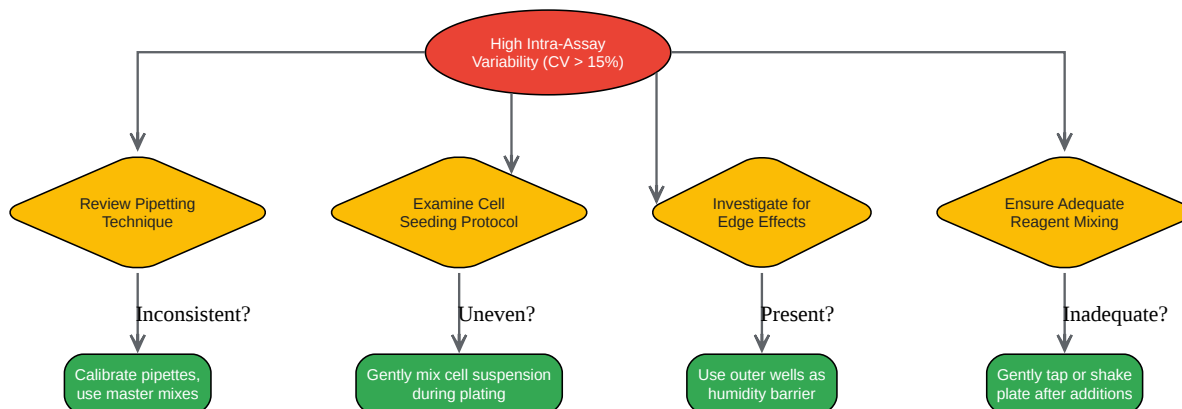 High Intra-Assay
Variability (CV > 15%)
Review Pipetting
Technique
Examine Cell
Seeding Protocol
Investigate for
Edge Effects
Ensure Adequate
Reagent Mixing
Inconsistent?
Uneven?
Present?
Inadequate?
Calibrate pipettes,
use master mixes
Gently mix cell suspension
during plating
Use outer wells as
humidity barrier
Gently tap or shake
plate after additions